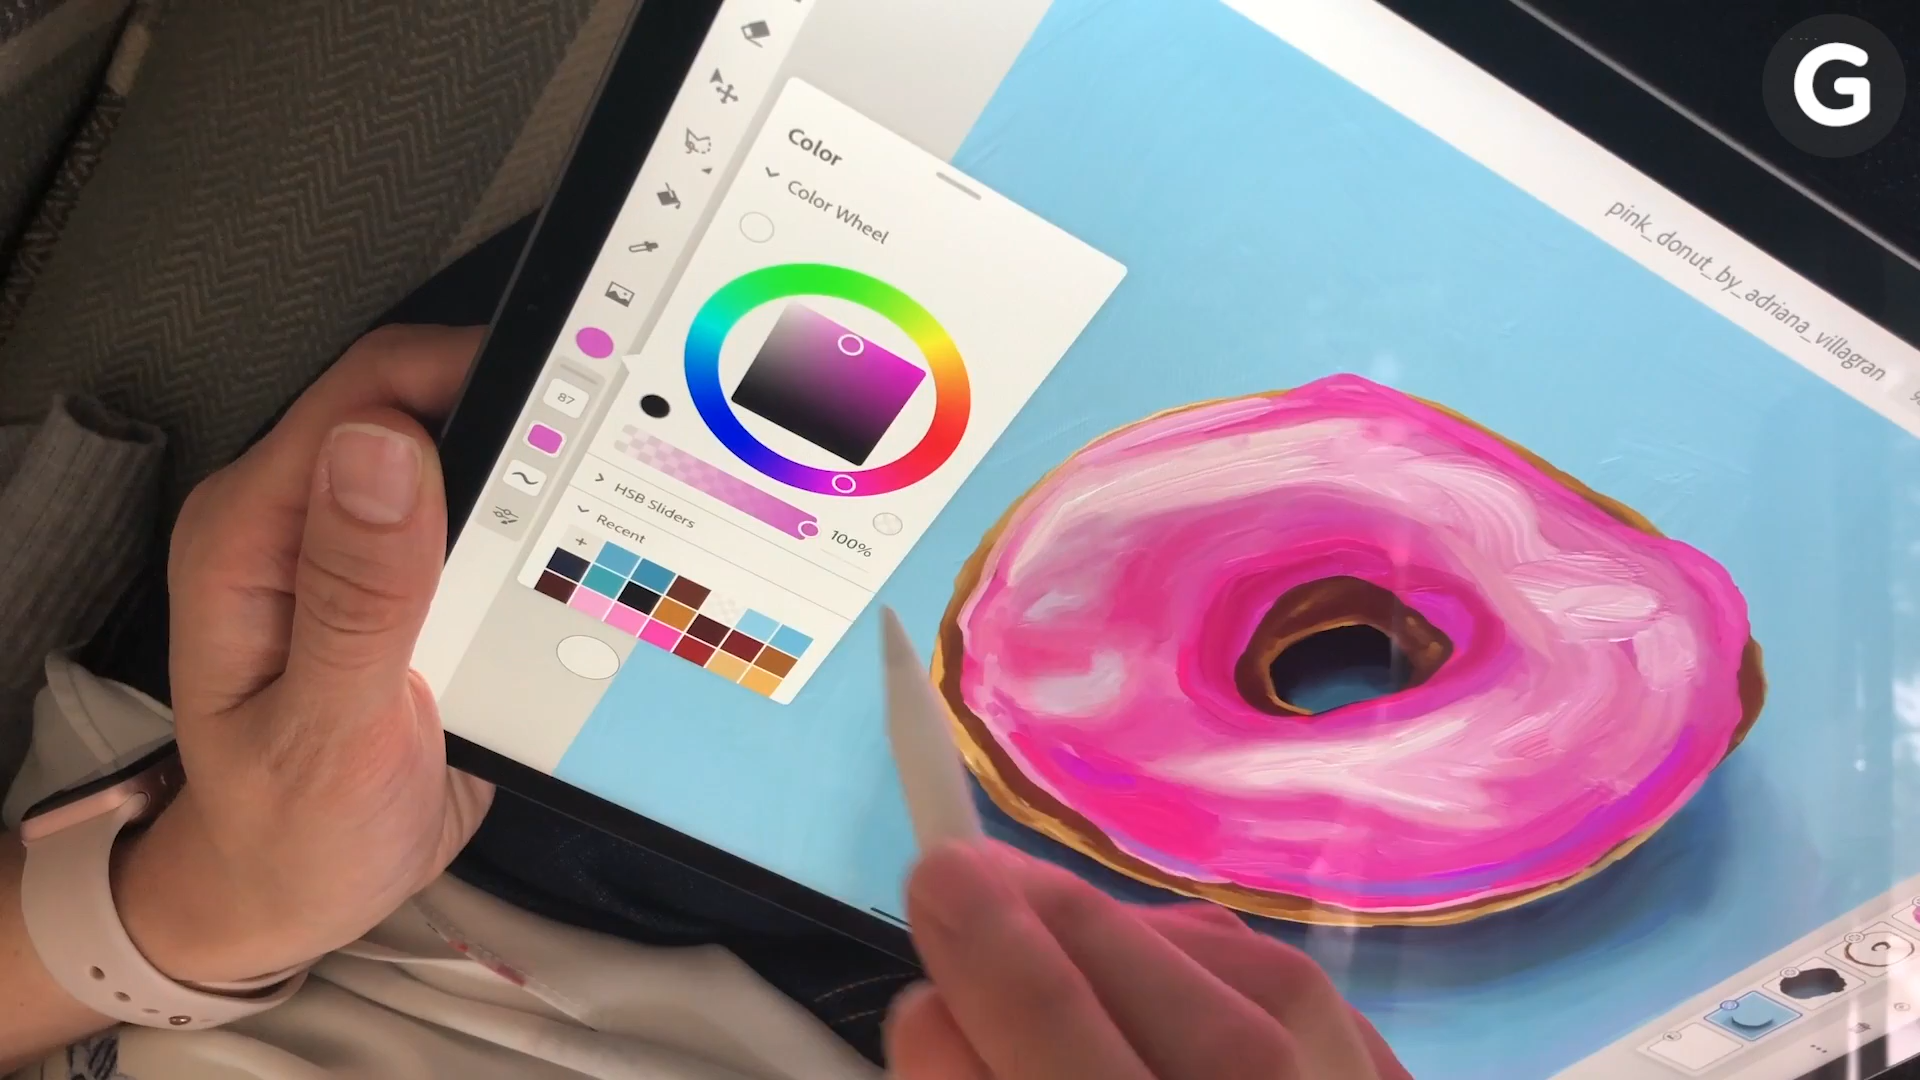 G
Color
Color Wheel
pink_donut_by_adriana_villagran
87
HSB Sliders
100%
Recent